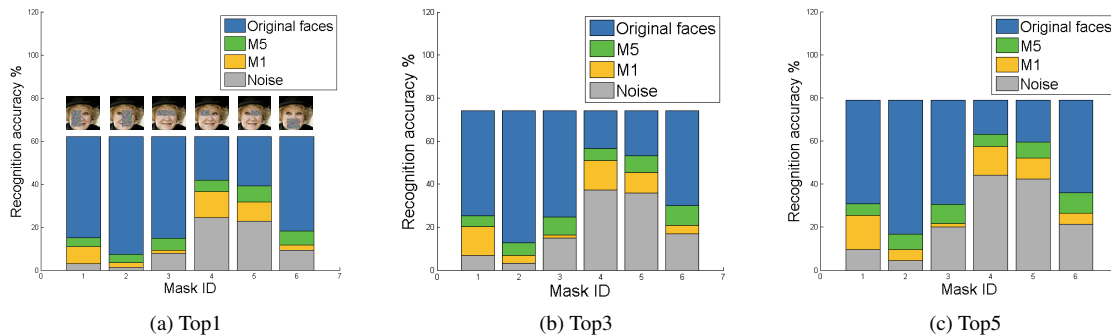 120
100
80
60
40
20
0
Recognition accuracy %
Original faces
M5
M1
Noise
0 1 2 3 4 5 6 7
Mask ID
(a) Top1
120
100
80
60
40
20
0
Recognition accuracy %
Original faces
M5
M1
Noise
0 1 2 3 4 5 6 7
Mask ID
(b) Top3
120
100
80
60
40
20
0
Recognition accuracy %
Original faces
M5
M1
Noise
0 1 2 3 4 5 6
Mask ID
(c) Top5